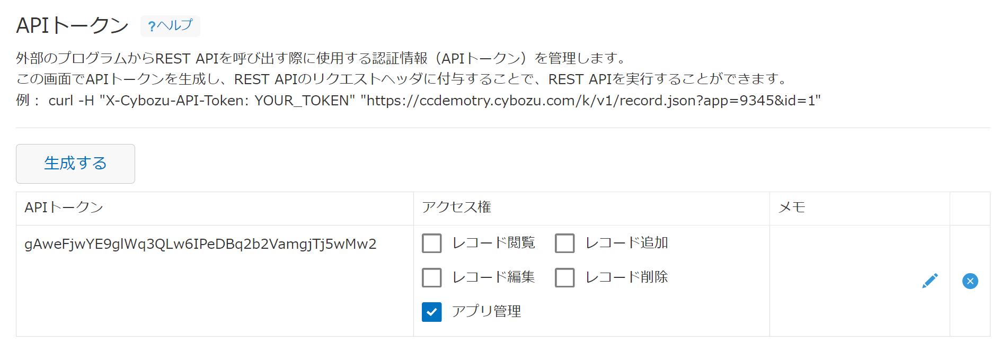 APIトークン ?ヘルプ
外部のプログラムからREST APIを呼び出す際に使用する認証情報（APIトークン）を管理します。
この画面でAPIトークンを生成し、REST APIのリクエストヘッダに付与することで、REST APIを実行することができます。
例： curl -H "X-Cybozu-API-Token: YOUR_TOKEN" "https://ccdemotry.cybozu.com/k/v1/record.json?app=9345&id=1"
生成する
APIトークン アクセス権 メモ
gAweFjwYE9glWq3QLw6IPeDBq2b2VamgjTj5wMw2 レコード閲覧 レコード追加
レコード編集 レコード削除
アプリ管理